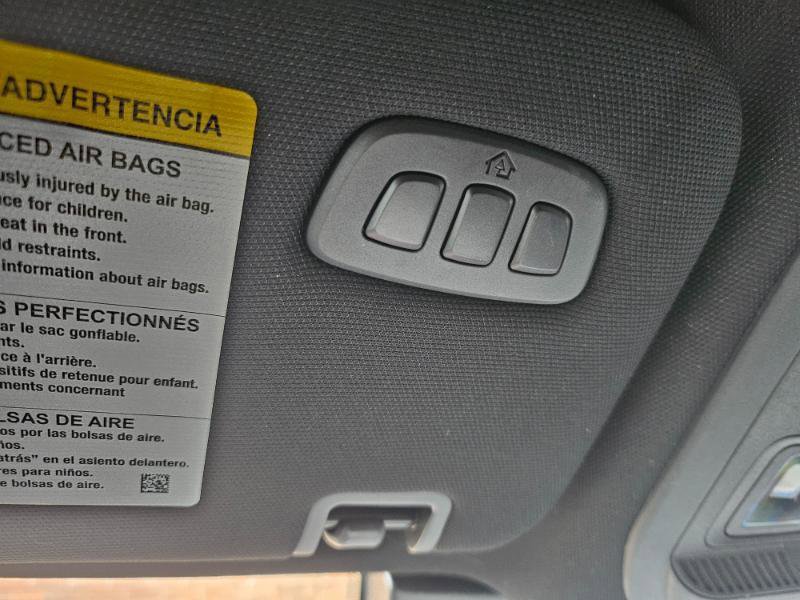 ADVERTENCIA
CED AIR BAGS
usly injured by the air bag.
ce for children.
eat in the front.
ld restraints.
information about air bags.
S PERFECTIONNÉS
ar le sac gonflable.
nts.
ce à l'arrière.
sitifs de retenue pour enfant.
ments concernant
LSAS DE AIRE
os por las bolsas de aire.
ños.
atrás" en el asiento delantero.
res para niños.
e bolsas de aire.